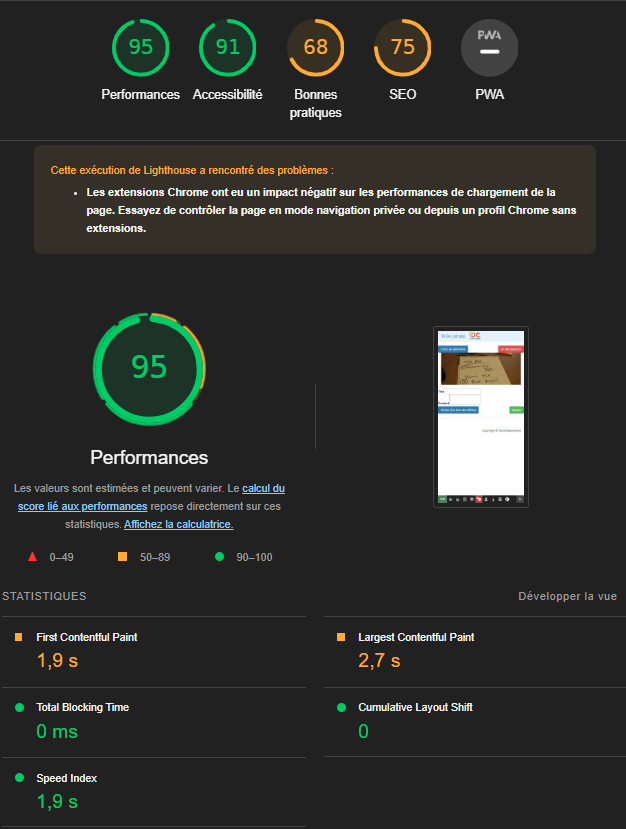 95
91
68
75
PWA
Performances
Accessibilité
Bonnes
pratiques
SEO
PWA
Cette exécution de Lighthouse a rencontré des problèmes :
• Les extensions Chrome ont eu un impact négatif sur les performances de chargement de la
page. Essayez de contrôler la page en mode navigation privée ou depuis un profil Chrome sans
extensions.
95
Performances
Les valeurs sont estimées et peuvent varier. Le calcul du
score lié aux performances repose directement sur ces
statistiques. Affichez la calculatrice.
0–49
50–89
90–100
STATISTIQUES
Développer la vue
First Contentful Paint
1,9 s
Largest Contentful Paint
2,7 s
Total Blocking Time
0 ms
Cumulative Layout Shift
0
Speed Index
1,9 s